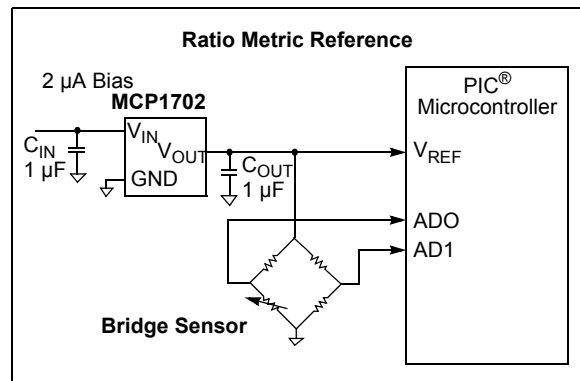 Ratio Metric Reference
PIC®
Microcontroller
2 µA Bias
MCP1702
VIN
VOUT
CIN
1 µF
GND
COUT
1 µF
VREF
ADO
AD1
Bridge Sensor